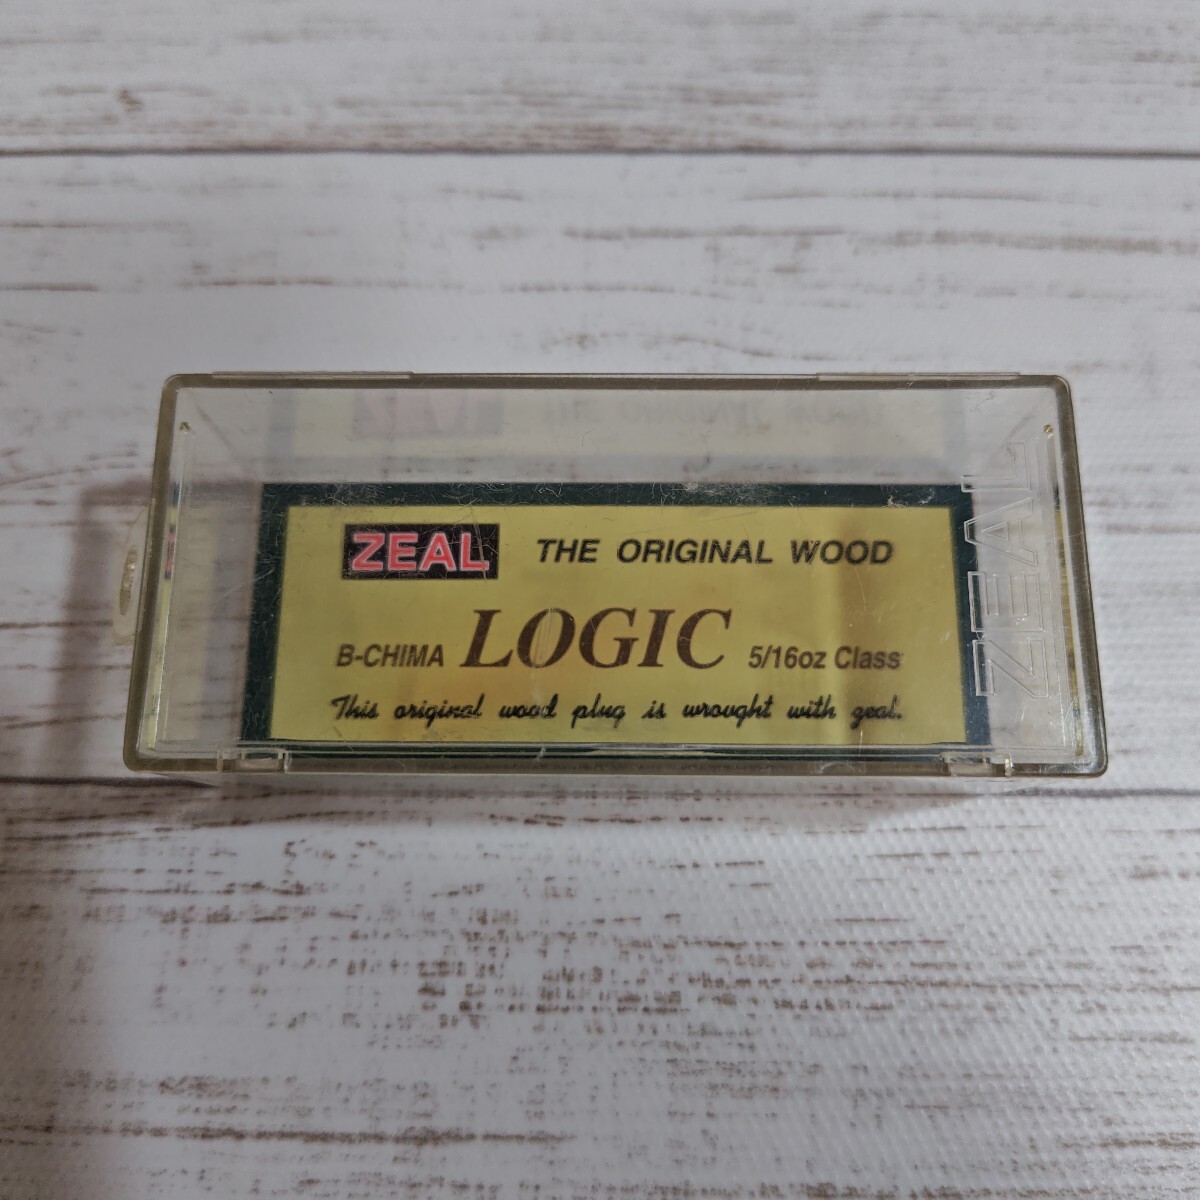 ZEAL THE ORIGINAL WOOD
B-CHIMA LOGIC 5/16oz Class
This original wood plug is wrought with zeal.
ZEAL